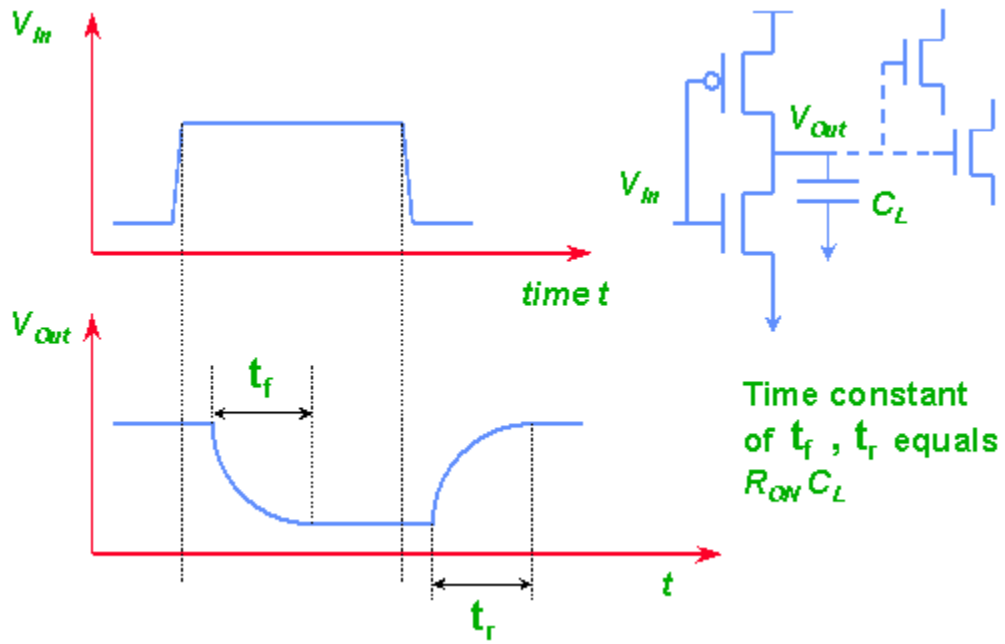 V_In
time t
V_Out
t_f
t
t_r
V_Out
V_In
C_L
Time constant
of t_f , t_r equals
R_ON C_L